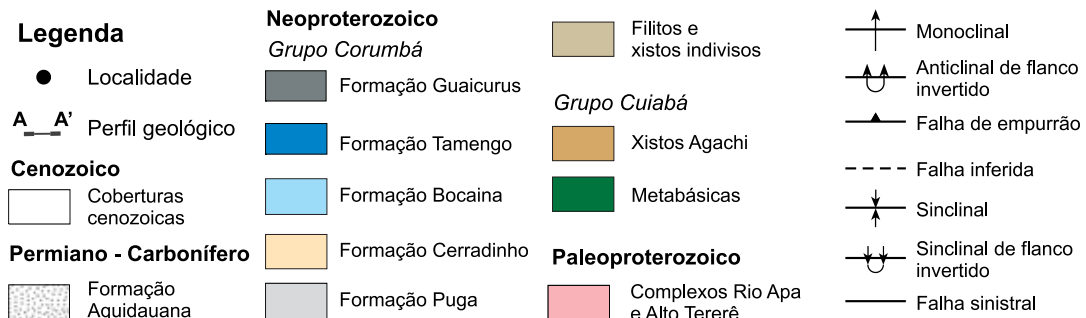 Legenda
Localidade
A A' Perfil geológico
Cenozoico
Coberturas
cenozoicas
Permiano - Carbonífero
Formação
Aquidauana
Neoproterozoico
Grupo Corumbá
Formação Guaicurus
Formação Tamengo
Formação Bocaina
Formação Cerradinho
Formação Puga
Filitos e
xistos indivisos
Grupo Cuiabá
Xistos Agachi
Metabásicas
Paleoproterozoico
Complexos Rio Apa
e Alto Tererê
Monoclinal
Anticlinal de flanco
invertido
Falha de empurrão
Falha inferida
Sinclinal
Sinclinal de flanco
invertido
Falha sinistral